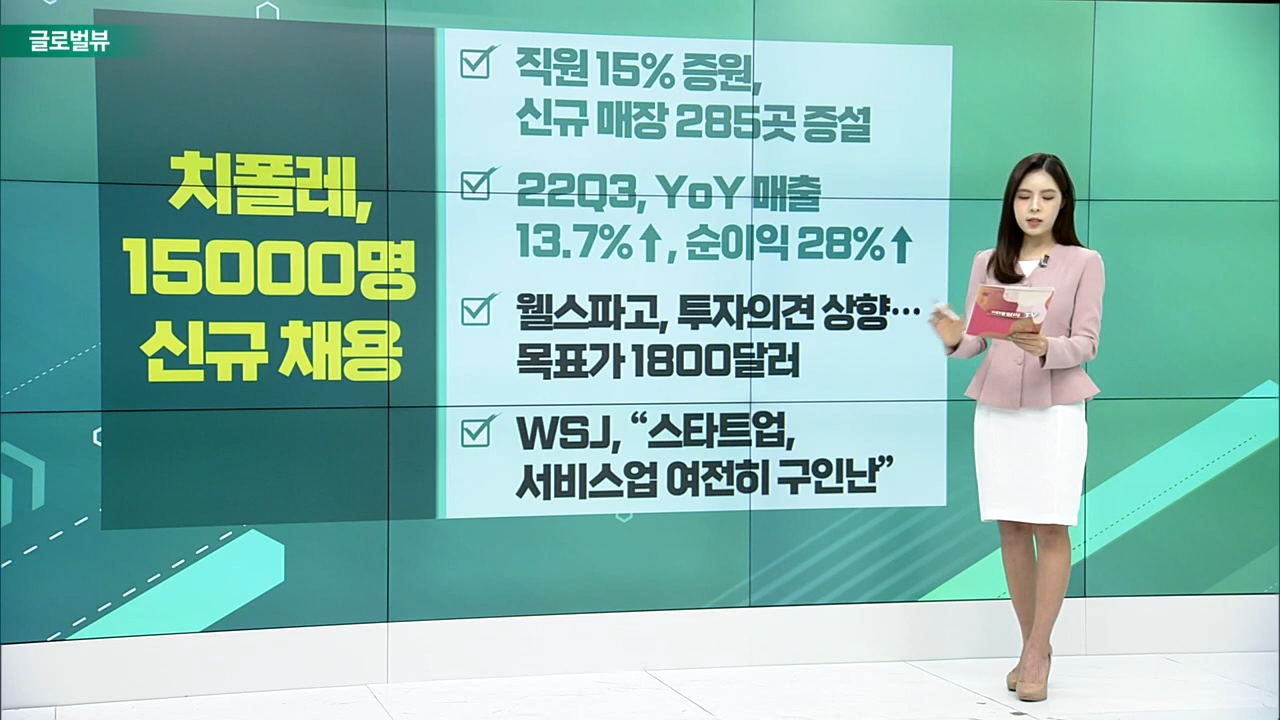 글로벌뷰
치폴레,
15000명
신규 채용
직원 15% 증원,
신규 매장 285곳 증설
22Q3, YoY 매출
13.7%↑, 순이익 28%↑
웰스파고, 투자의견 상향…
목표가 1800달러
WSJ, “스타트업,
서비스업 여전히 구인난”